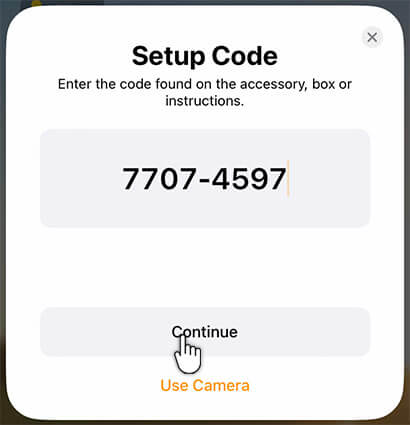 Setup Code
Enter the code found on the accessory, box or
instructions.
7707-4597
Continue
Use Camera